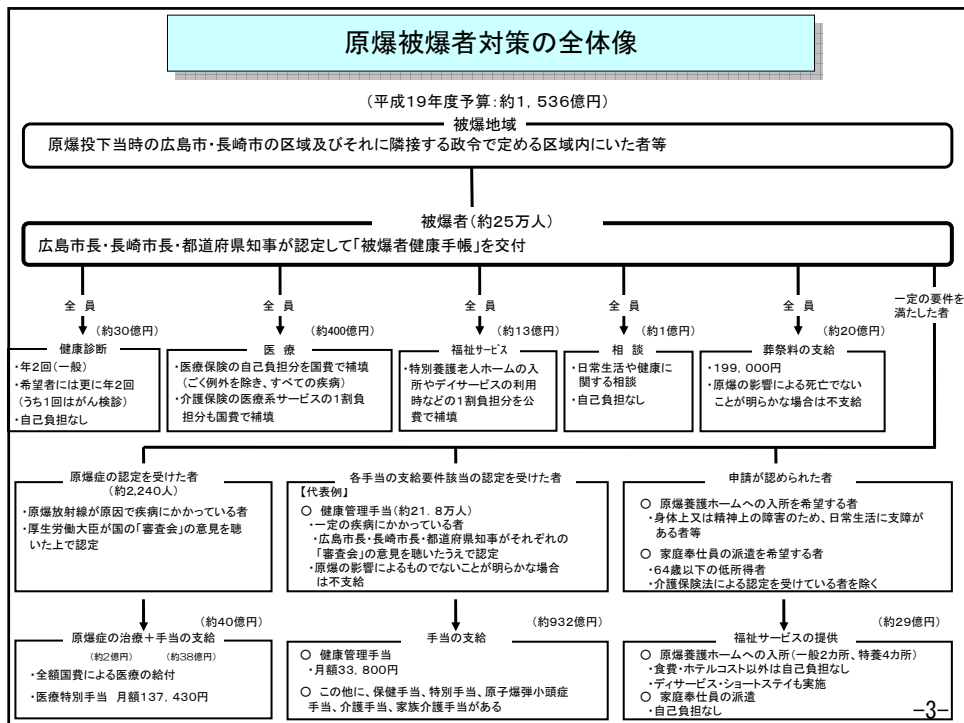 原爆被爆者対策の全体像
(平成19年度予算:約1,536億円)
被爆地域
原爆投下当時の広島市・長崎市の区域及びそれに隣接する政令で定める区域内にいた者等
被爆者(約25万人)
広島市長・長崎市長・都道府県知事が認定して「被爆者健康手帳」を交付
全 員
全 員
全 員
全 員
全 員
一定の要件を
満たした者
(約30億円)
健康診断
・年2回(一般)
・希望者には更に年2回
(うち1回はがん検診)
・自己負担なし
(約400億円)
医 療
・医療保険の自己負担分を国費で補填
(ごく例外を除き、すべての疾病)
・介護保険の医療系サービスの1割負
担分も国費で補填
(約13億円)
福祉サービス
・特別養護老人ホームの入
所やデイサービスの利用
時などの1割負担分を公
費で補填
(約1億円)
相 談
・日常生活や健康に
関する相談
・自己負担なし
(約20億円)
葬祭料の支給
・199,000円
・原爆の影響による死亡でない
ことが明らかな場合は不支給
原爆症の認定を受けた者
(約2,240人)
・原爆放射線が原因で疾病にかかっている者
・厚生労働大臣が国の「審査会」の意見を聴
いた上で認定
各手当の支給要件該当の認定を受けた者
【代表例】
○ 健康管理手当(約21.8万人)
・一定の疾病にかかっている者
・広島市長・長崎市長・都道府県知事がそれぞれの
「審査会」の意見を聴いたうえで認定
・原爆の影響によるものでないことが明らかな場合
は不支給
申請が認められた者
○ 原爆養護ホームへの入所を希望する者
・身体上又は精神上の障害のため、日常生活に支障
がある者等
○ 家庭奉仕員の派遣を希望する者
・64歳以下の低所得者
・介護保険法による認定を受けている者を除く
(約40億円)
原爆症の治療+手当の支給
(約2億円) (約38億円)
・全額国費による医療の給付
・医療特別手当 月額137,430円
(約932億円)
手当の支給
○ 健康管理手当
・月額33,800円
○ この他に、保健手当、特別手当、原子爆弾小頭症
手当、介護手当、家族介護手当がある
(約29億円)
福祉サービスの提供
○ 原爆養護ホームへの入所(一般2カ所、特養4カ所)
・食費・ホテルコスト以外は自己負担なし
・ディサービス・ショートステイも実施
○ 家庭奉仕員の派遣
・自己負担なし
-3-